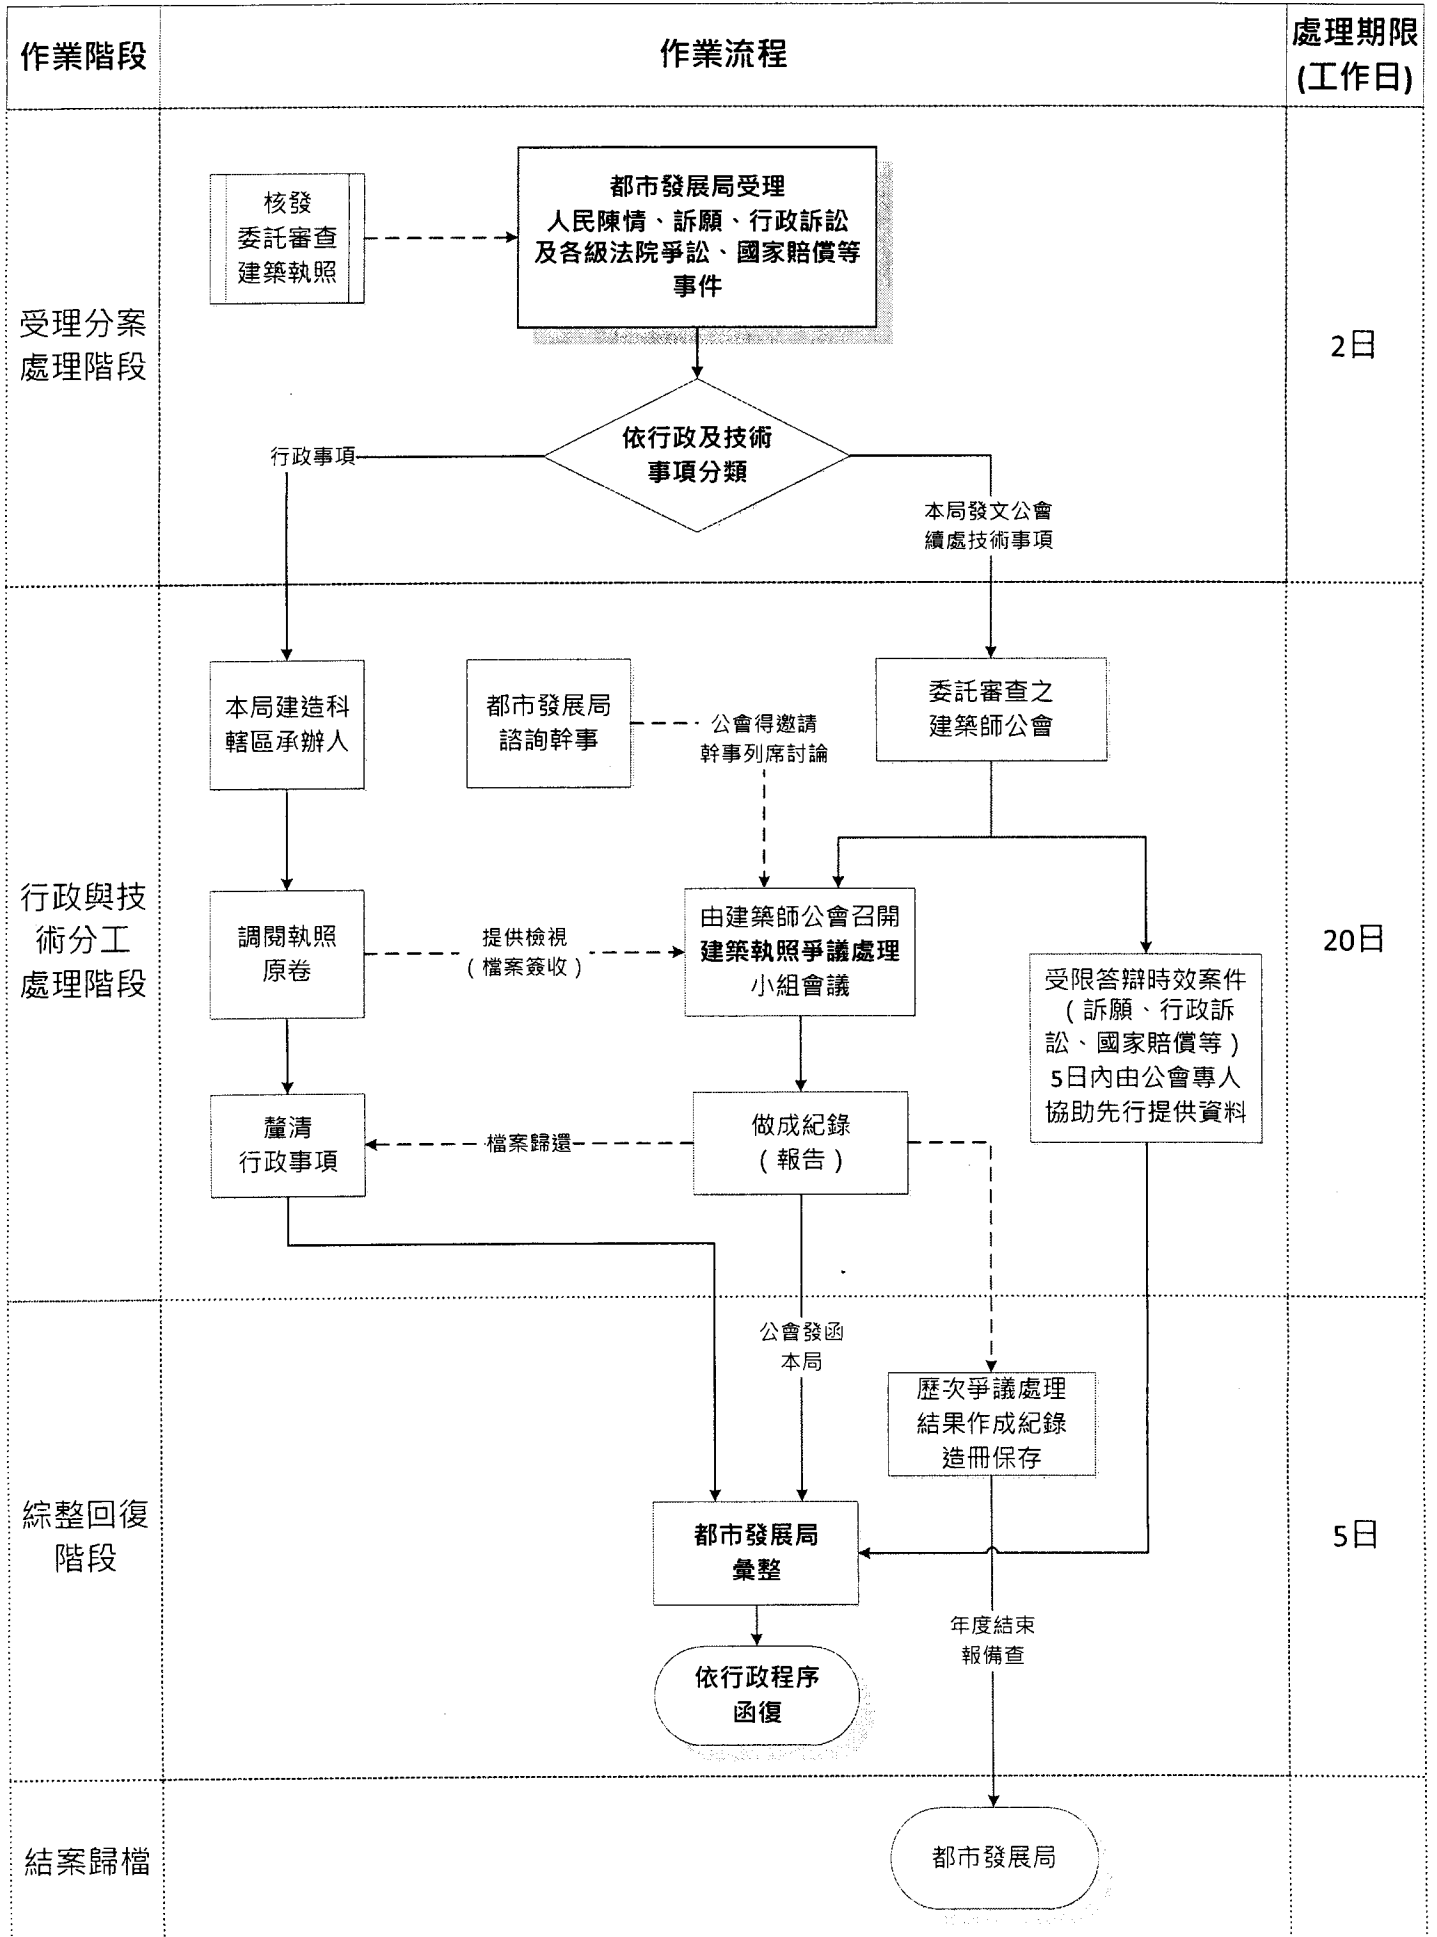 作業階段
作業流程
處理期限
(工作日)
受理分案
處理階段
核發
委託審查
建築執照
都市發展局受理
人民陳情、訴願、行政訴訟
及各級法院爭訟、國家賠償等
事件
2日
依行政及技術
事項分類
行政事項
本局發文公會
續處技術事項
行政與技
術分工
處理階段
本局建造科
轄區承辦人
都市發展局
諮詢幹事
公會得邀請
幹事列席討論
委託審查之
建築師公會
20日
調閱執照
原卷
提供檢視
(檔案簽收)
由建築師公會召開
建築執照爭議處理
小組會議
受限答辯時效案件
(訴願、行政訴
訟、國家賠償等)
5日內由公會專人
協助先行提供資料
釐清
行政事項
檔案歸還
做成紀錄
(報告)
綜整回復
階段
公會發函
本局
歷次爭議處理
結果作成紀錄
造冊保存
5日
都市發展局
彙整
年度結束
報備查
依行政程序
函復
結案歸檔
都市發展局